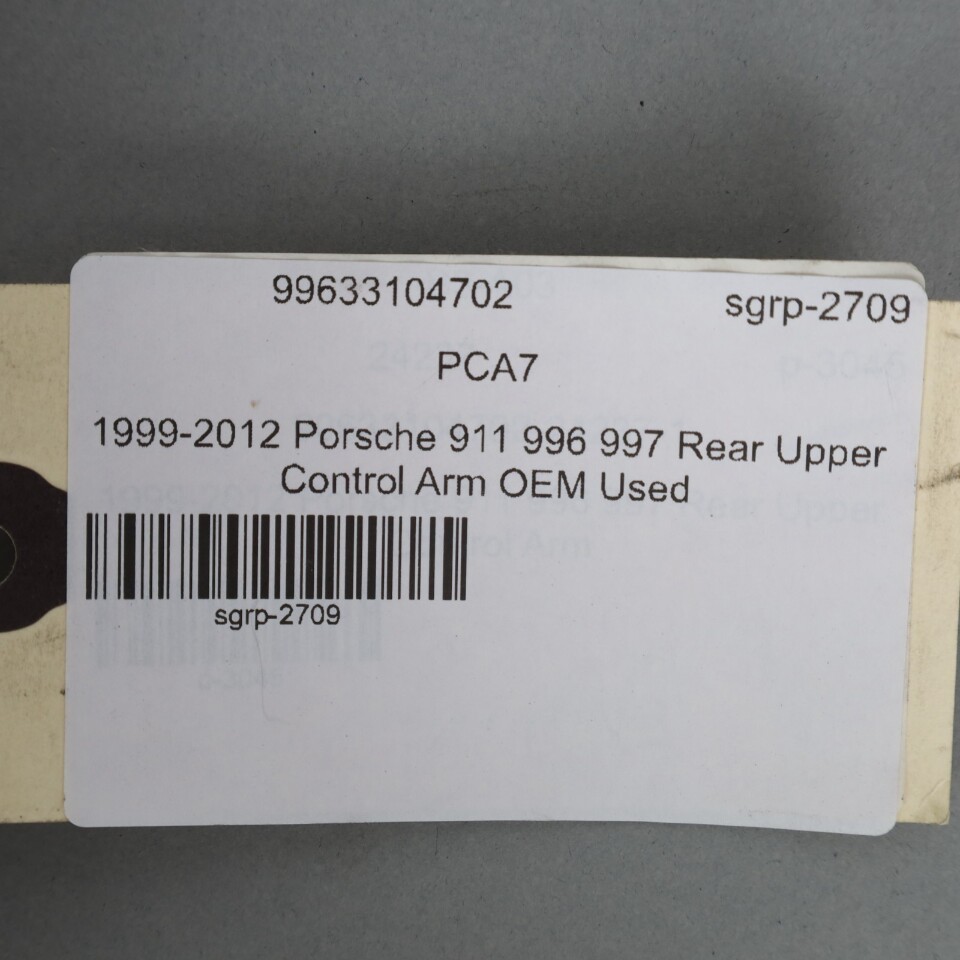 99633104702 sgrp-2709
PCA7
1999-2012 Porsche 911 996 997 Rear Upper
Control Arm OEM Used
sgrp-2709